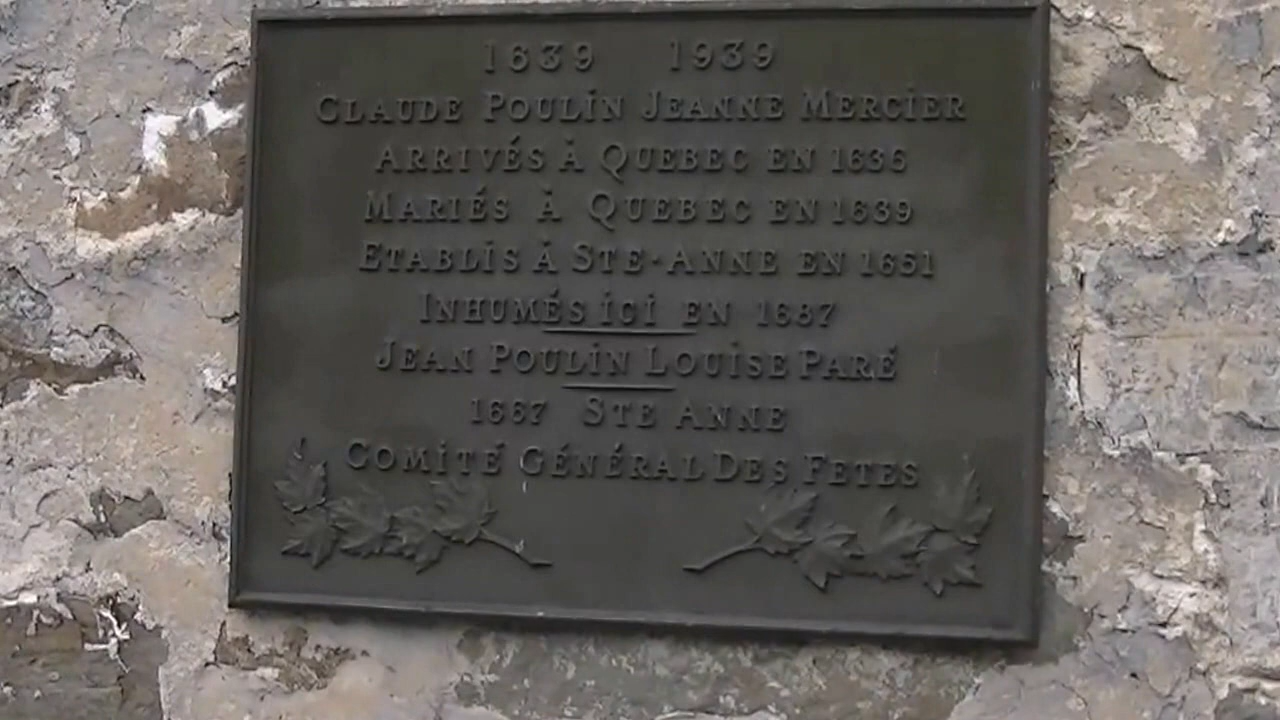 1639 1939
CLAUDE POULIN JEANNE MERCIER
ARRIVÉS À QUEBEC EN 1636
MARIÉS À QUEBEC EN 1639
ETABLIS À STE-ANNE EN 1651
INHUMÉS ICI EN 1687
JEAN POULIN LOUISE PARÉ
1667 STE ANNE
COMITÉ GÉNÉRAL DES FETES